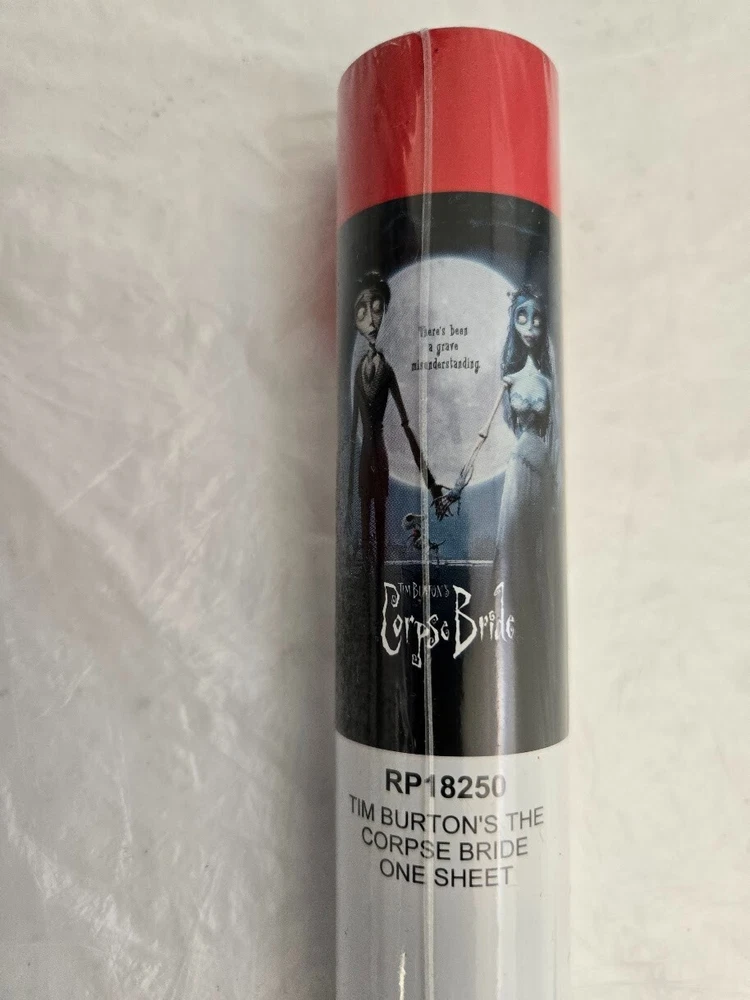 There's been
a grave
misunderstanding.
TIM BURTON'S
Corpse Bride
RP18250
TIM BURTON'S THE
CORPSE BRIDE
ONE SHEET